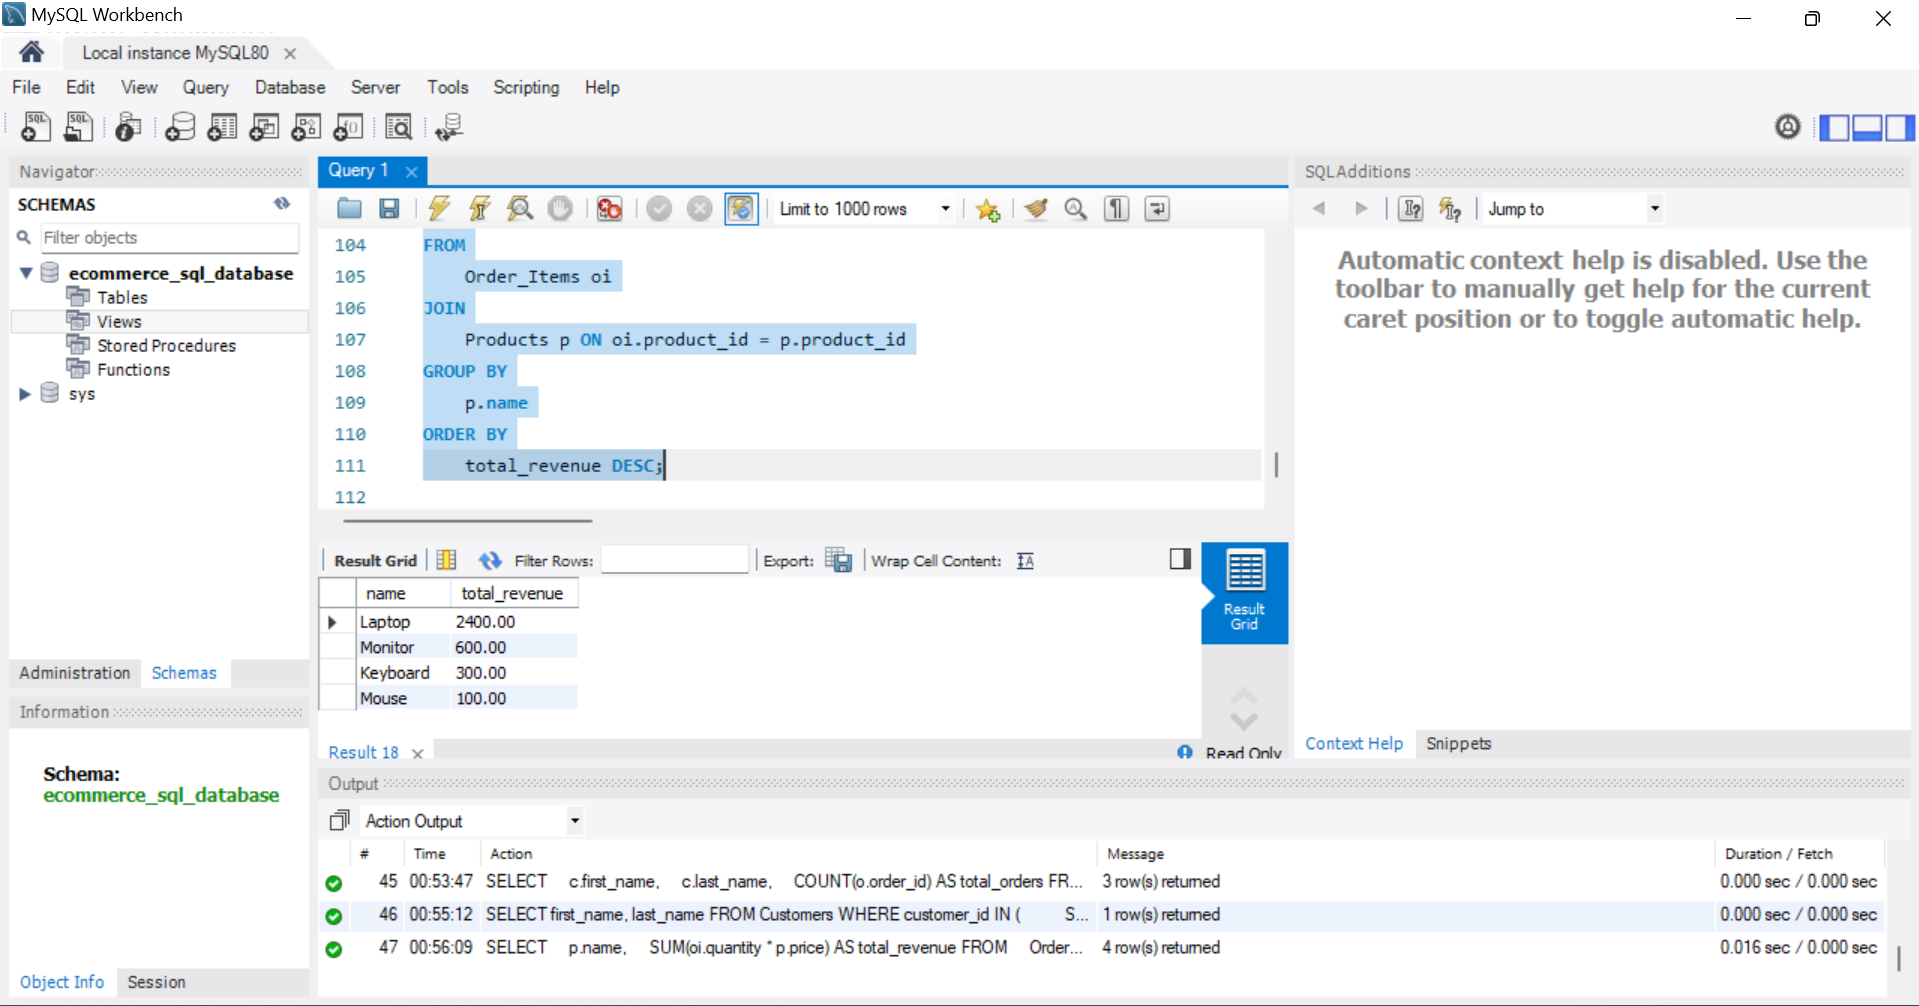 MySQL Workbench
Local instance MySQL80
File Edit View Query Database Server Tools Scripting Help
Navigator
SCHEMAS
Filter objects
ecommerce_sql_database
Tables
Views
Stored Procedures
Functions
sys
Administration Schemas
Information
Schema:
ecommerce_sql_database
Object Info Session
Query 1
Limit to 1000 rows
104 FROM
105 Order_Items oi
106 JOIN
107 Products p ON oi.product_id = p.product_id
108 GROUP BY
109 p.name
110 ORDER BY
111 total_revenue DESC;
112
Result Grid Filter Rows: Export: Wrap Cell Content:
name total_revenue
Laptop 2400.00
Monitor 600.00
Keyboard 300.00
Mouse 100.00
Result
Grid
Result 18 Read Only
SQLAdditions
Jump to
Automatic context help is disabled. Use the
toolbar to manually get help for the current
caret position or to toggle automatic help.
Context Help Snippets
Output
Action Output
# Time Action Message Duration / Fetch
45 00:53:47 SELECT c.first_name, c.last_name, COUNT(o.order_id) AS total_orders FR... 3 row(s) returned 0.000 sec / 0.000 sec
46 00:55:12 SELECT first_name, last_name FROM Customers WHERE customer_id IN ( S... 1 row(s) returned 0.000 sec / 0.000 sec
47 00:56:09 SELECT p.name, SUM(oi.quantity * p.price) AS total_revenue FROM Order... 4 row(s) returned 0.016 sec / 0.000 sec